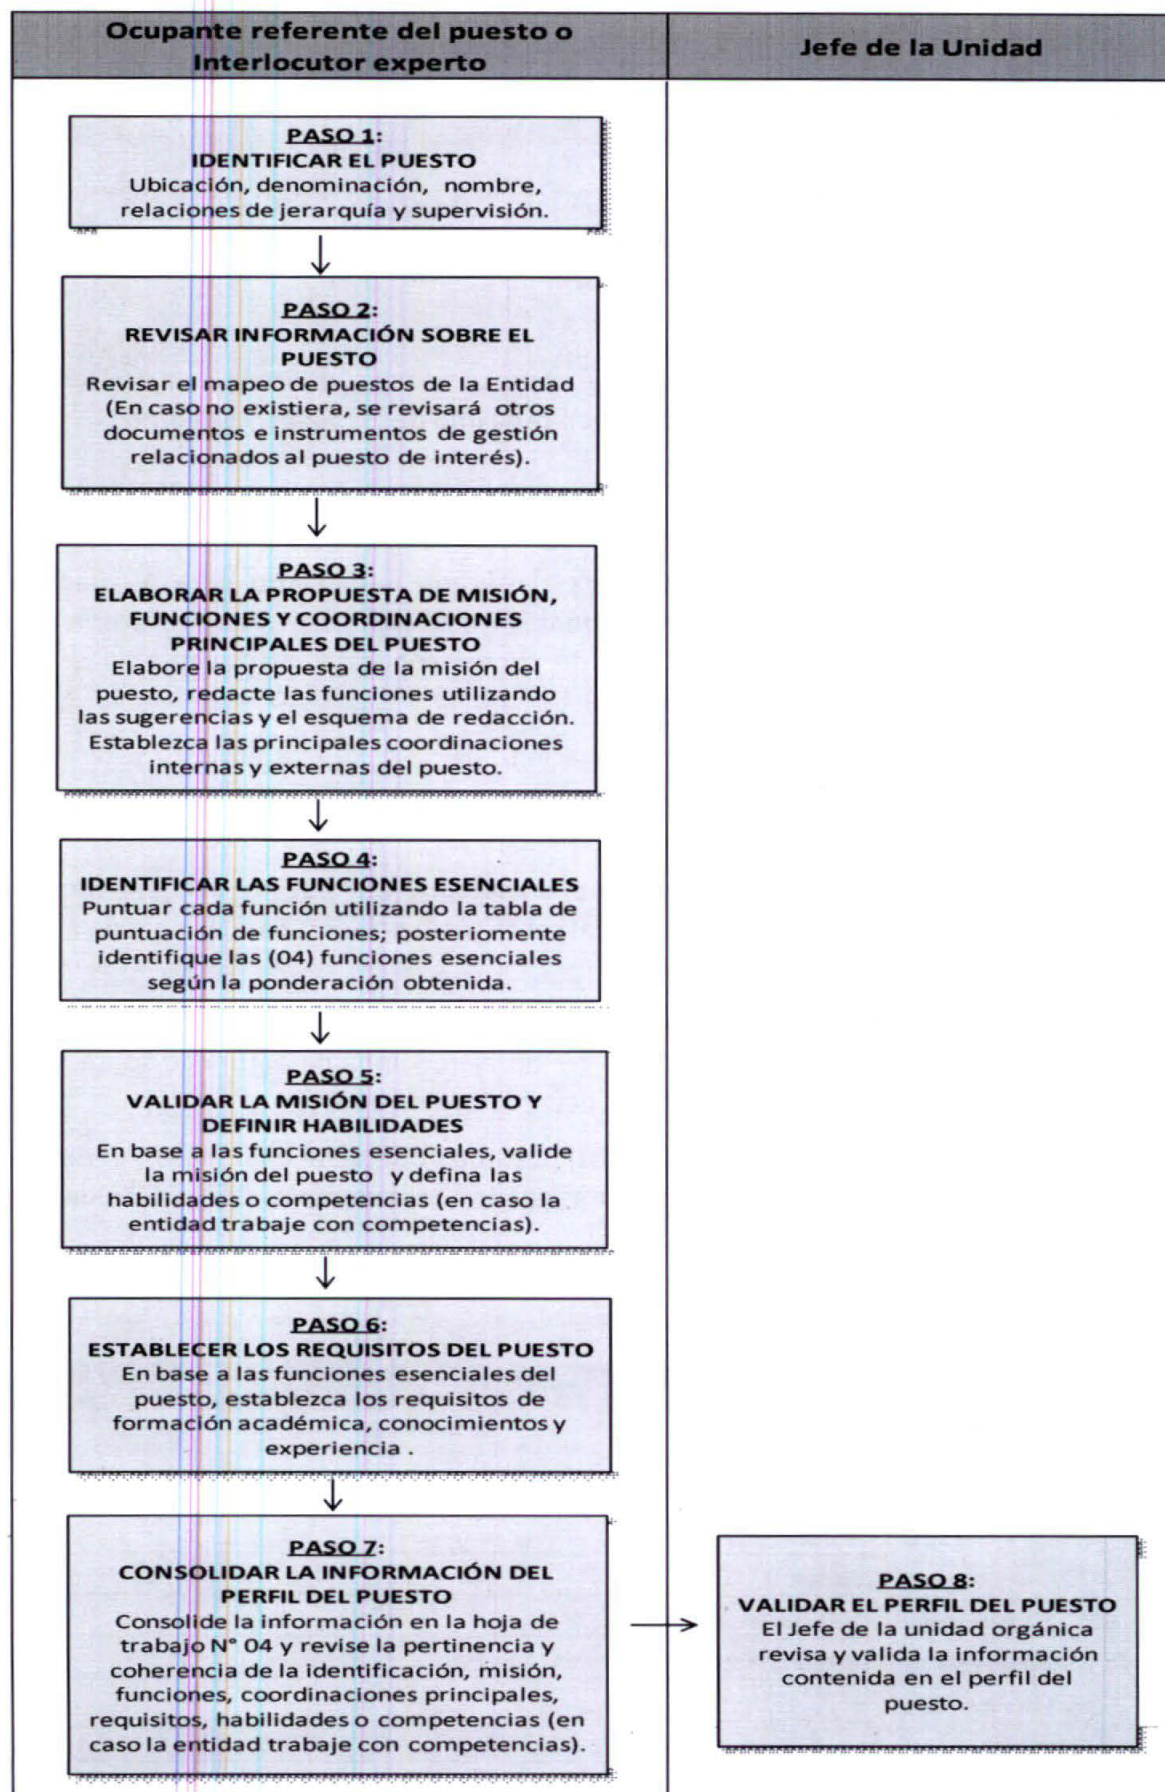 Ocupante referente del puesto o
Interlocutor experto
Jefe de la Unidad
PASO 1:
IDENTIFICAR EL PUESTO
Ubicación, denominación, nombre,
relaciones de jerarquía y supervisión.
PASO 2:
REVISAR INFORMACIÓN SOBRE EL
PUESTO
Revisar el mapeo de puestos de la Entidad
(En caso no existiera, se revisará otros
documentos e instrumentos de gestión
relacionados al puesto de interés).
PASO 3:
ELABORAR LA PROPUESTA DE MISIÓN,
FUNCIONES Y COORDINACIONES
PRINCIPALES DEL PUESTO
Elabore la propuesta de la misión del
puesto, redacte las funciones utilizando
las sugerencias y el esquema de redacción.
Establezca las principales coordinaciones
internas y externas del puesto.
PASO 4:
IDENTIFICAR LAS FUNCIONES ESENCIALES
Puntuar cada función utilizando la tabla de
puntuación de funciones; posteriomente
identifique las (04) funciones esenciales
según la ponderación obtenida.
PASO 5:
VALIDAR LA MISIÓN DEL PUESTO Y
DEFINIR HABILIDADES
En base a las funciones esenciales, valide
la misión del puesto y defina las
habilidades o competencias (en caso la
entidad trabaje con competencias).
PASO 6:
ESTABLECER LOS REQUISITOS DEL PUESTO
En base a las funciones esenciales del
puesto, establezca los requisitos de
formación académica, conocimientos y
experiencia .
PASO 7:
CONSOLIDAR LA INFORMACIÓN DEL
PERFIL DEL PUESTO
Consolide la información en la hoja de
trabajo N° 04 y revise la pertinencia y
coherencia de la identificación, misión,
funciones, coordinaciones principales,
requisitos, habilidades o competencias (en
caso la entidad trabaje con competencias).
PASO 8:
VALIDAR EL PERFIL DEL PUESTO
El Jefe de la unidad orgánica
revisa y valida la información
contenida en el perfil del
puesto.